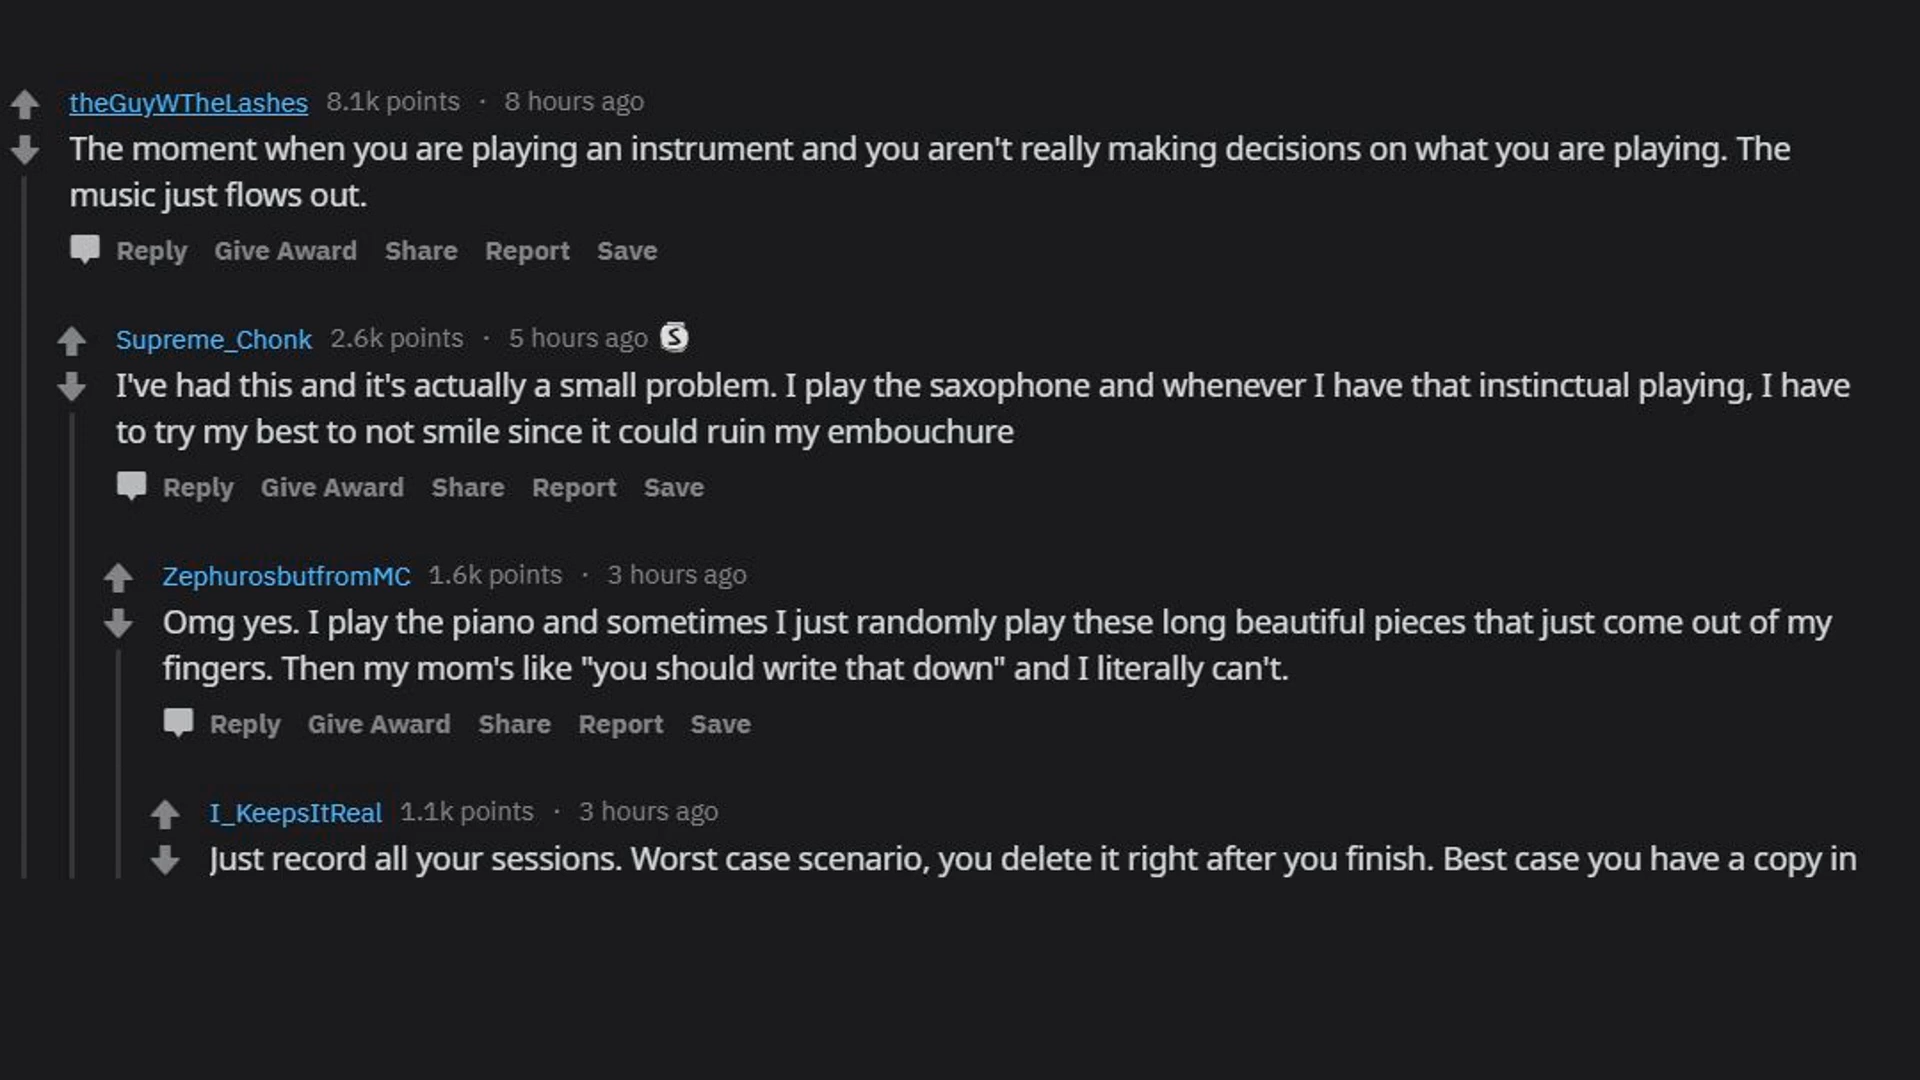 theGuyWTheLashes 8.1k points · 8 hours ago
The moment when you are playing an instrument and you aren't really making decisions on what you are playing. The
music just flows out.
Reply Give Award Share Report Save
Supreme_Chonk 2.6k points · 5 hours ago S
I've had this and it's actually a small problem. I play the saxophone and whenever I have that instinctual playing, I have
to try my best to not smile since it could ruin my embouchure
Reply Give Award Share Report Save
ZephurosbutfromMC 1.6k points · 3 hours ago
Omg yes. I play the piano and sometimes I just randomly play these long beautiful pieces that just come out of my
fingers. Then my mom's like "you should write that down" and I literally can't.
Reply Give Award Share Report Save
I_KeepsItReal 1.1k points · 3 hours ago
Just record all your sessions. Worst case scenario, you delete it right after you finish. Best case you have a copy in